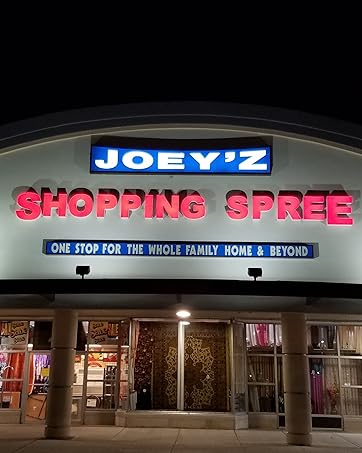 JOEY'Z
SHOPPING SPREE
ONE STOP FOR THE WHOLE FAMILY HOME & BEYOND